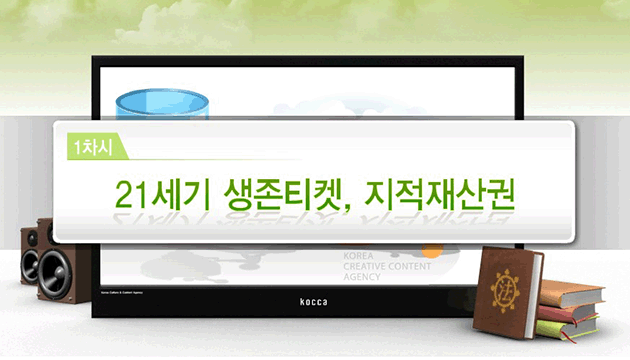 1차시
21세기 생존티켓, 지적재산권
KOREA
CREATIVE CONTENT
AGENCY
kocca
法